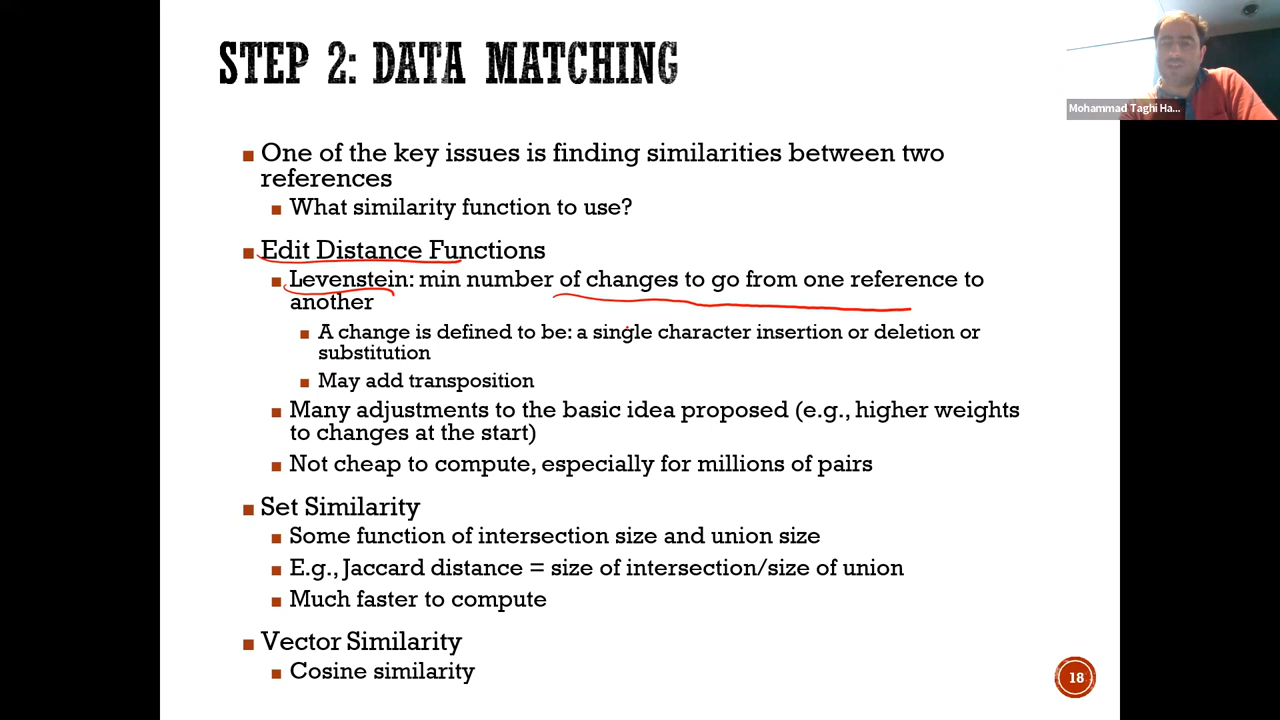 STEP 2: DATA MATCHING
Mohammad Taghi Ha...
One of the key issues is finding similarities between two
references
What similarity function to use?
Edit Distance Functions
Levenstein: min number of changes to go from one reference to
another
A change is defined to be: a single character insertion or deletion or
substitution
May add transposition
Many adjustments to the basic idea proposed (e.g., higher weights
to changes at the start)
Not cheap to compute, especially for millions of pairs
Set Similarity
Some function of intersection size and union size
E.g., Jaccard distance = size of intersection/size of union
Much faster to compute
Vector Similarity
Cosine similarity
18